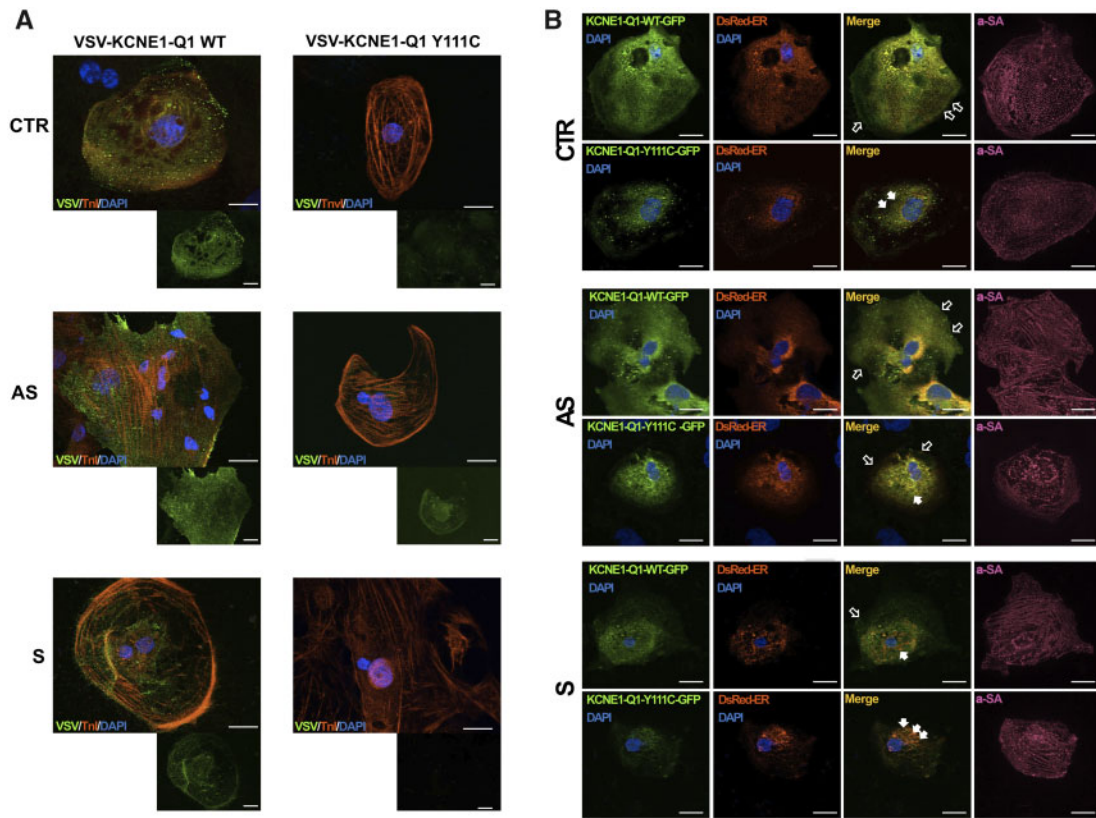 A
VSV-KCNE1-Q1 WT
VSV-KCNE1-Q1 Y111C
CTR
VSV/TnI/DAPI
VSV/TnvI/DAPI
AS
VSV/TnI/DAPI
VSV/TnI/DAPI
S
VSV/TnI/DAPI
VSV/TnI/DAPI
B
CTR
KCNE1-Q1-WT-GFP
DAPI
DsRed-ER
DAPI
Merge
a-SA
KCNE1-Q1-Y111C-GFP
DAPI
DsRed-ER
DAPI
Merge
a-SA
AS
KCNE1-Q1-WT-GFP
DAPI
DsRed-ER
DAPI
Merge
a-SA
KCNE1-Q1-Y111C -GFP
DAPI
DsRed-ER
DAPI
Merge
a-SA
S
KCNE1-Q1-WT-GFP
DAPI
DsRed-ER
DAPI
Merge
a-SA
KCNE1-Q1-Y111C-GFP
DAPI
DsRed-ER
DAPI
Merge
a-SA